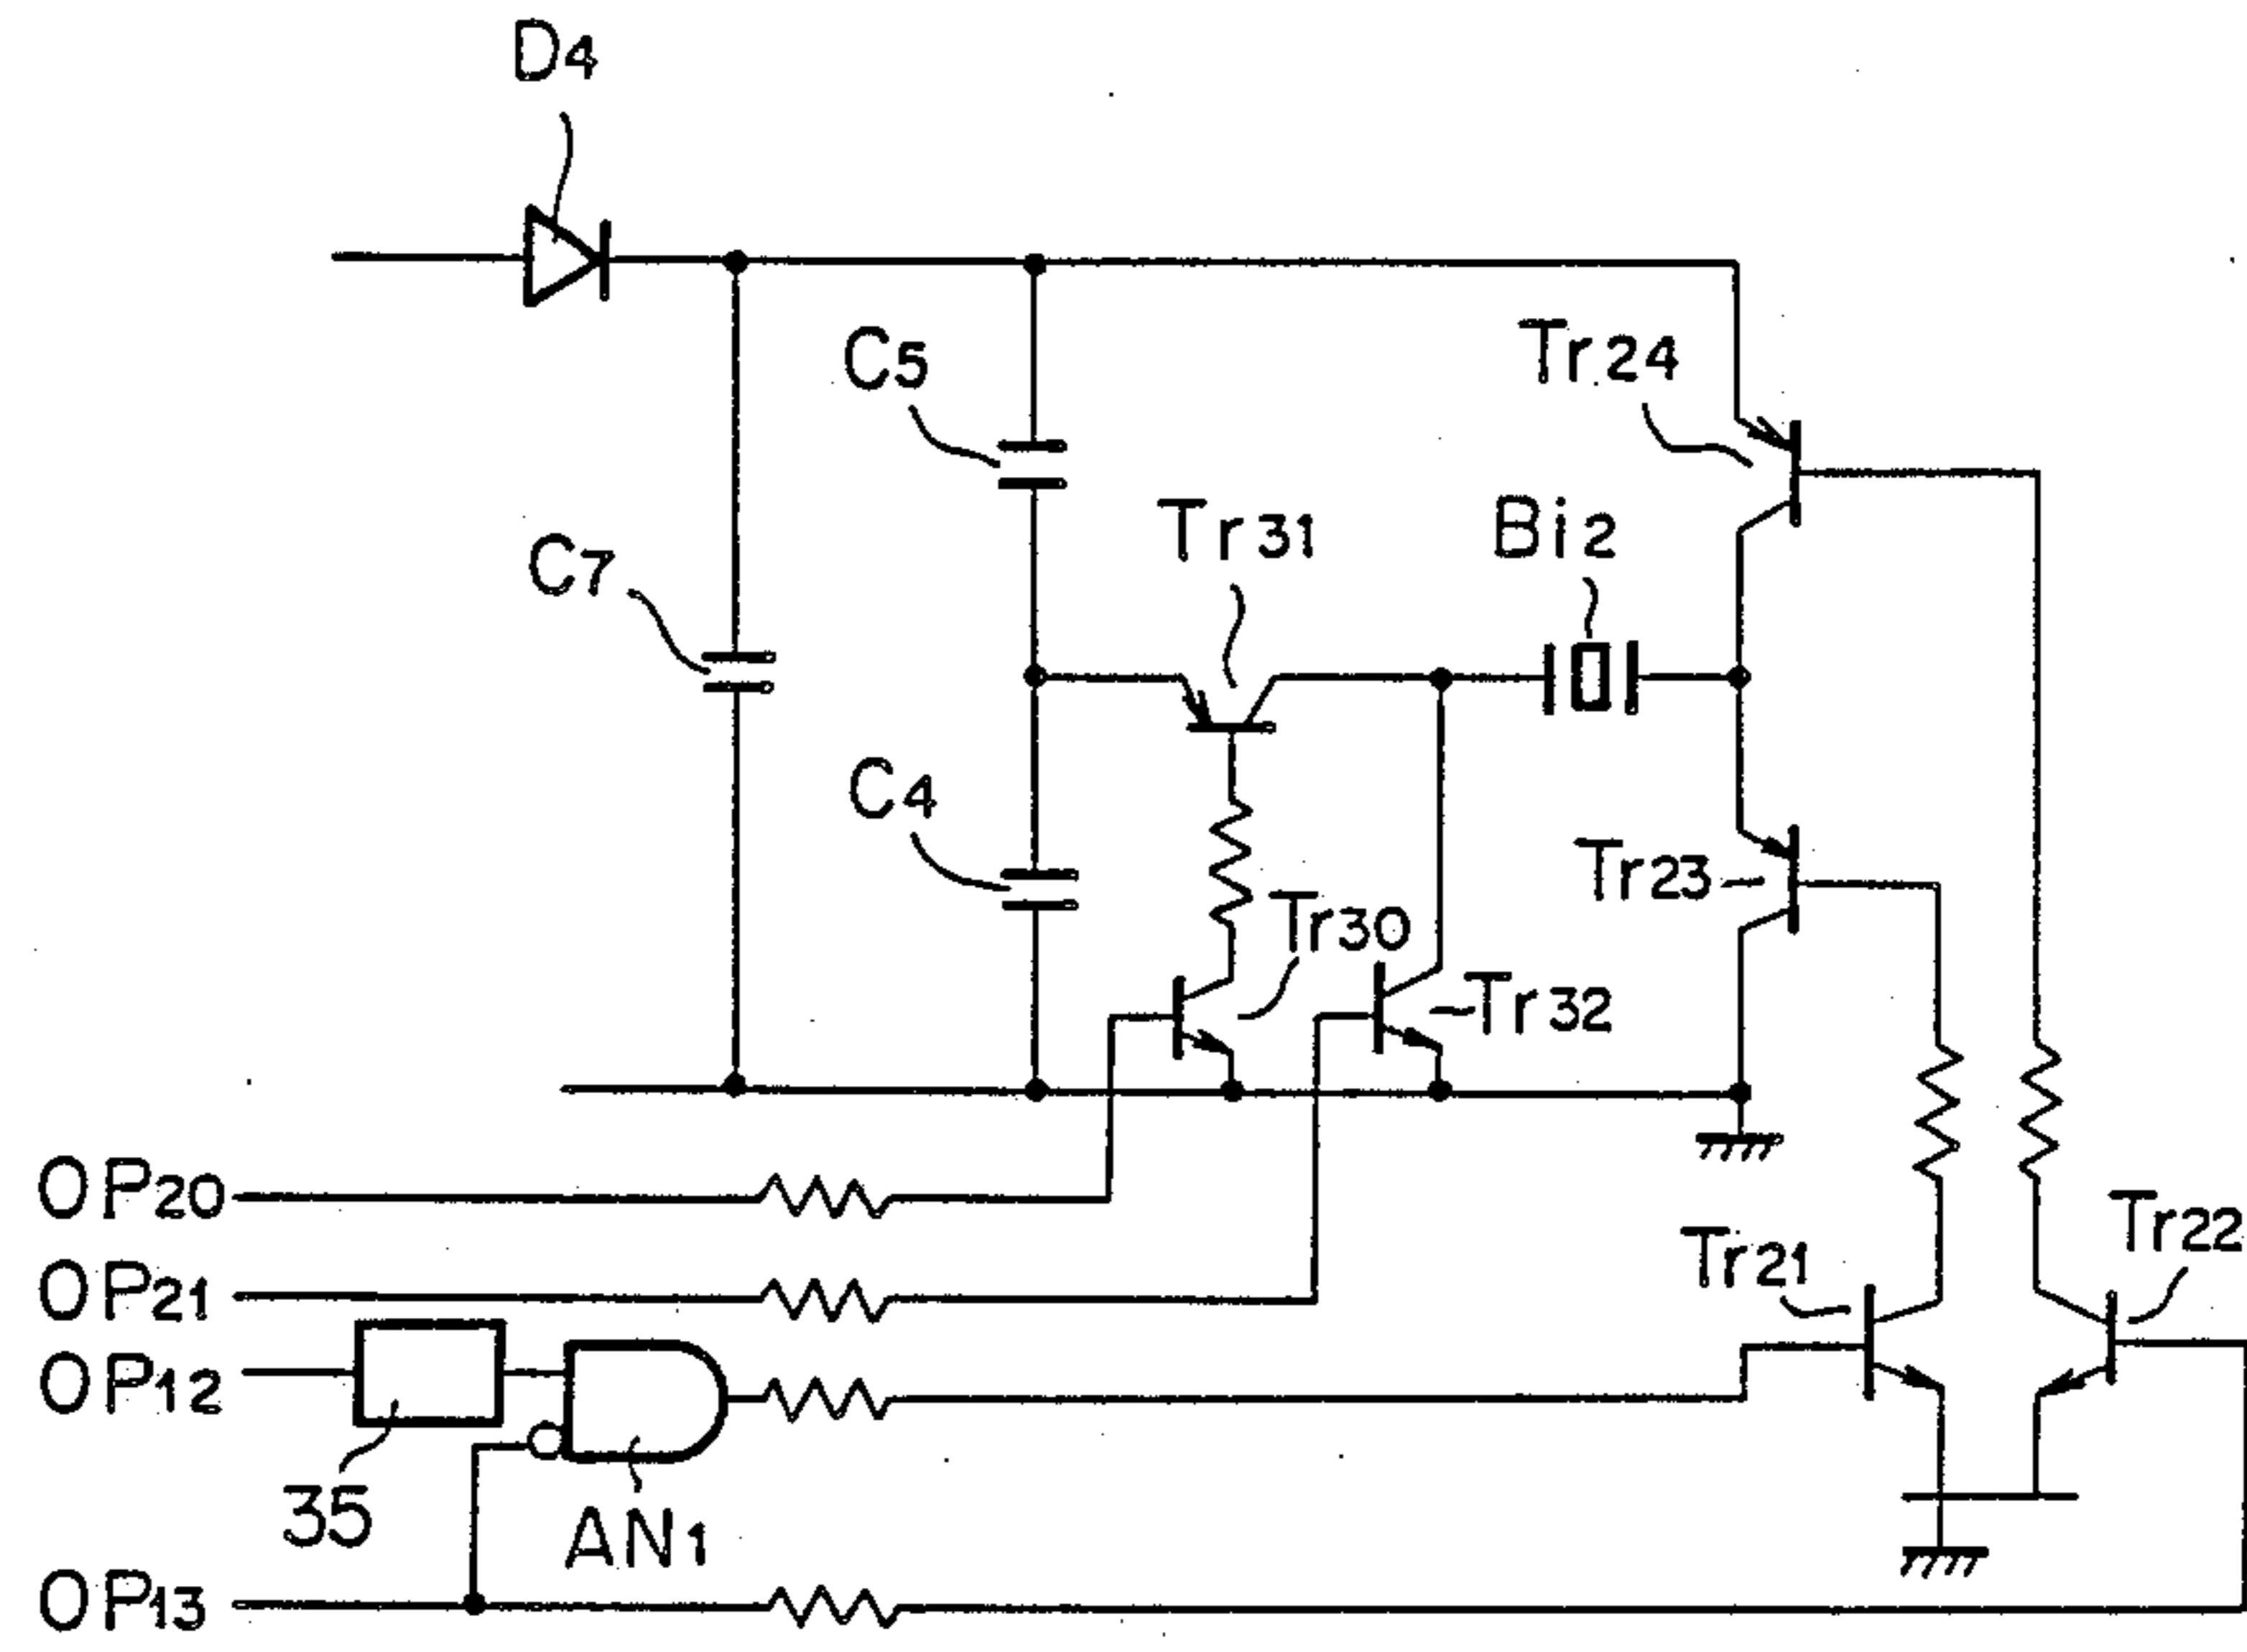 D4
C5
Tr24
Tr31
Bi2
C7
C4
Tr23
Tr30
Tr32
OP20
OP21
Tr22
Tr21
OP12
35
AN1
OP13